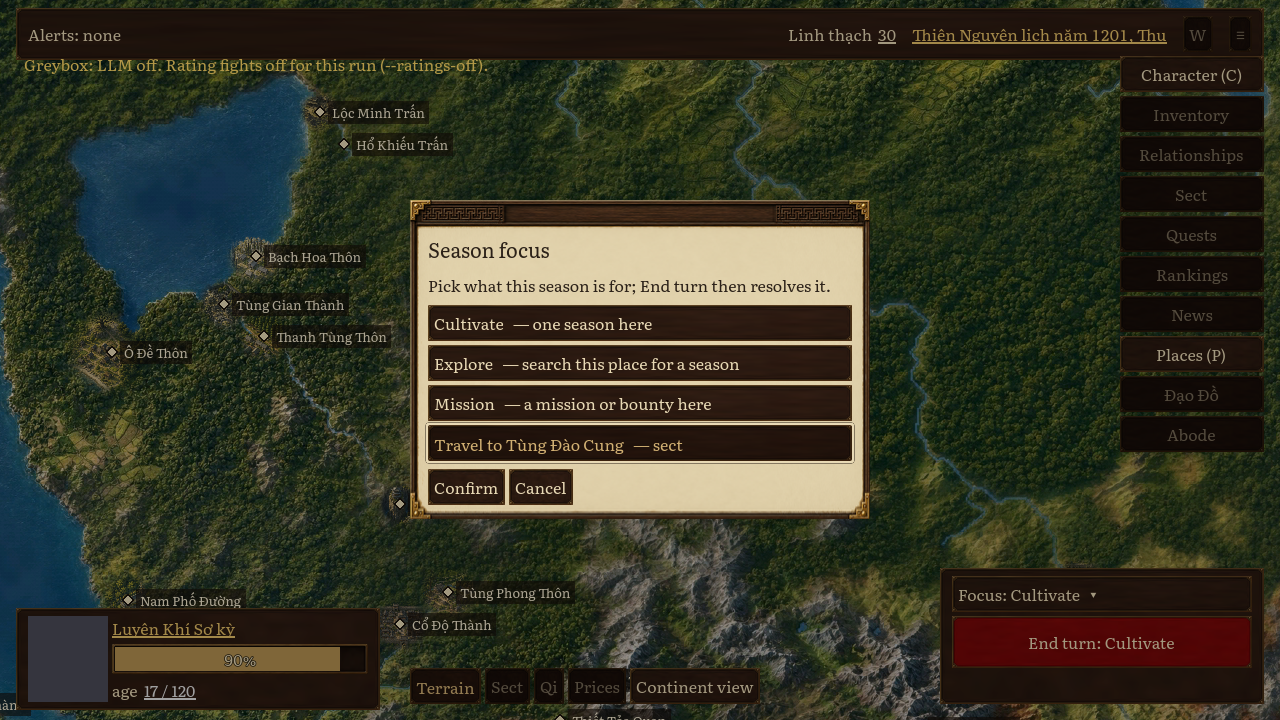 Alerts: none
Linh thạch 30
Thiên Nguyên lịch năm 1201, Thu
W
≡
Greybox: LLM off. Rating fights off for this run (--ratings-off).
Character (C)
Inventory
Relationships
Sect
Quests
Rankings
News
Places (P)
Đạo Đồ
Abode
Lộc Minh Trấn
Hổ Khiếu Trấn
Bạch Hoa Thôn
Tùng Gian Thành
Thanh Tùng Thôn
Ô Đề Thôn
Season focus
Pick what this season is for; End turn then resolves it.
Cultivate — one season here
Explore — search this place for a season
Mission — a mission or bounty here
Travel to Tùng Đào Cung — sect
Confirm
Cancel
Nam Phố Đường
Tùng Phong Thôn
Cổ Độ Thành
Luyện Khí Sơ kỳ
90%
age 17 / 120
Terrain
Sect
Qi
Prices
Continent view
Focus: Cultivate ▾
End turn: Cultivate